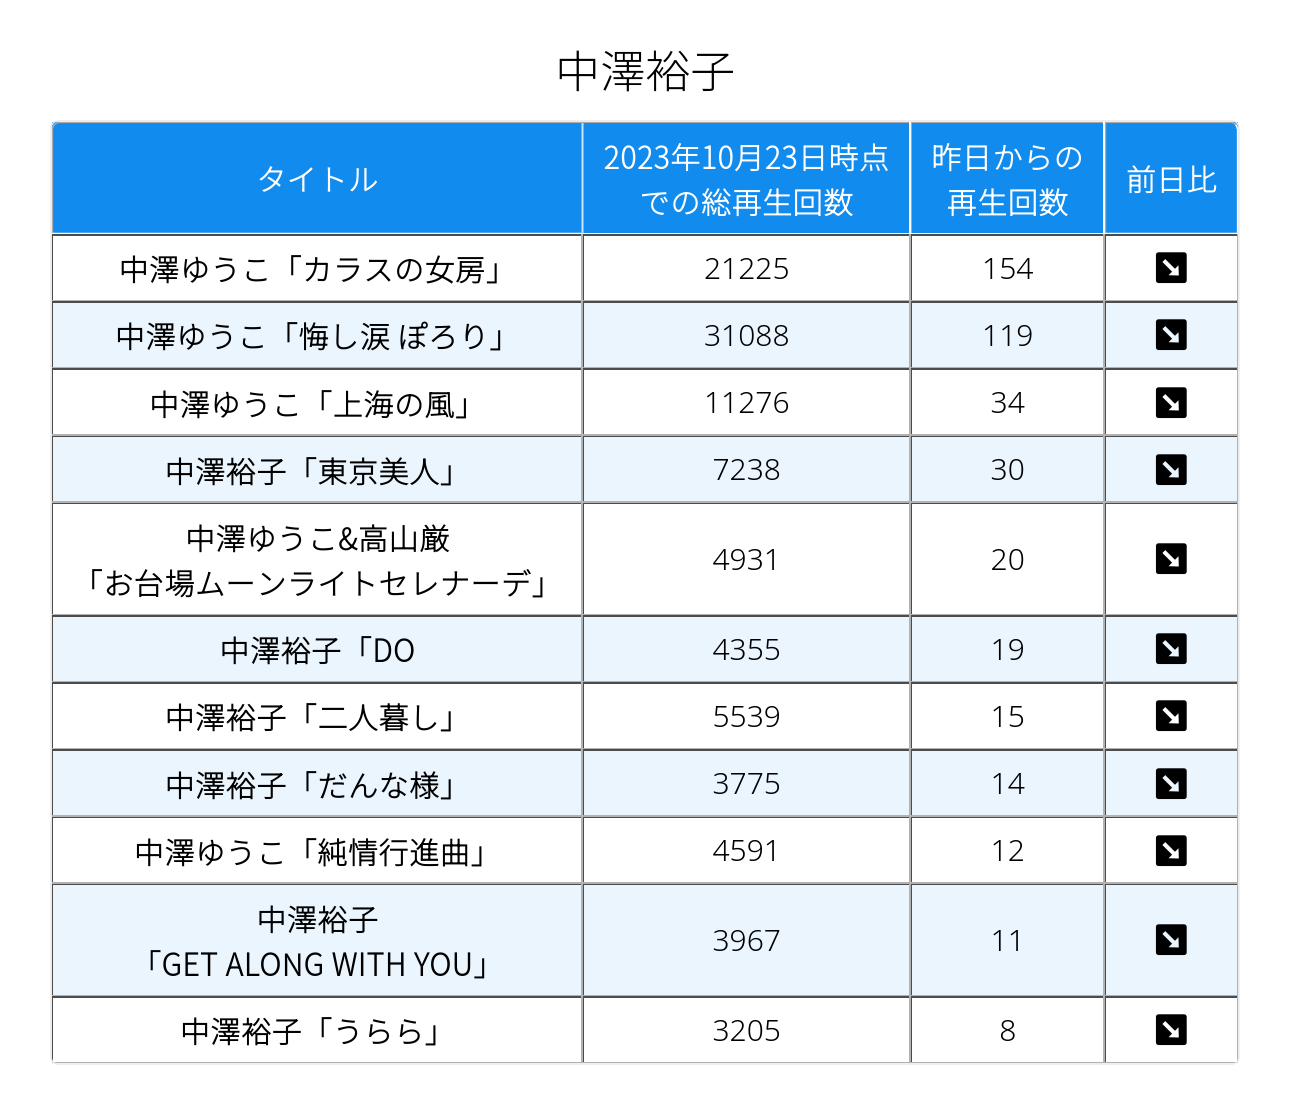 中澤裕子
タイトル
2023年10月23日時点
での総再生回数
昨日からの
再生回数
前日比
中澤ゆうこ「カラスの女房」 21225 154
中澤ゆうこ「悔し涙 ぽろり」 31088 119
中澤ゆうこ「上海の風」 11276 34
中澤裕子「東京美人」 7238 30
中澤ゆうこ&高山厳
「お台場ムーンライトセレナーデ」 4931 20
中澤裕子「DO 4355 19
中澤裕子「二人暮し」 5539 15
中澤裕子「だんな様」 3775 14
中澤ゆうこ「純情行進曲」 4591 12
中澤裕子
「GET ALONG WITH YOU」 3967 11
中澤裕子「うらら」 3205 8